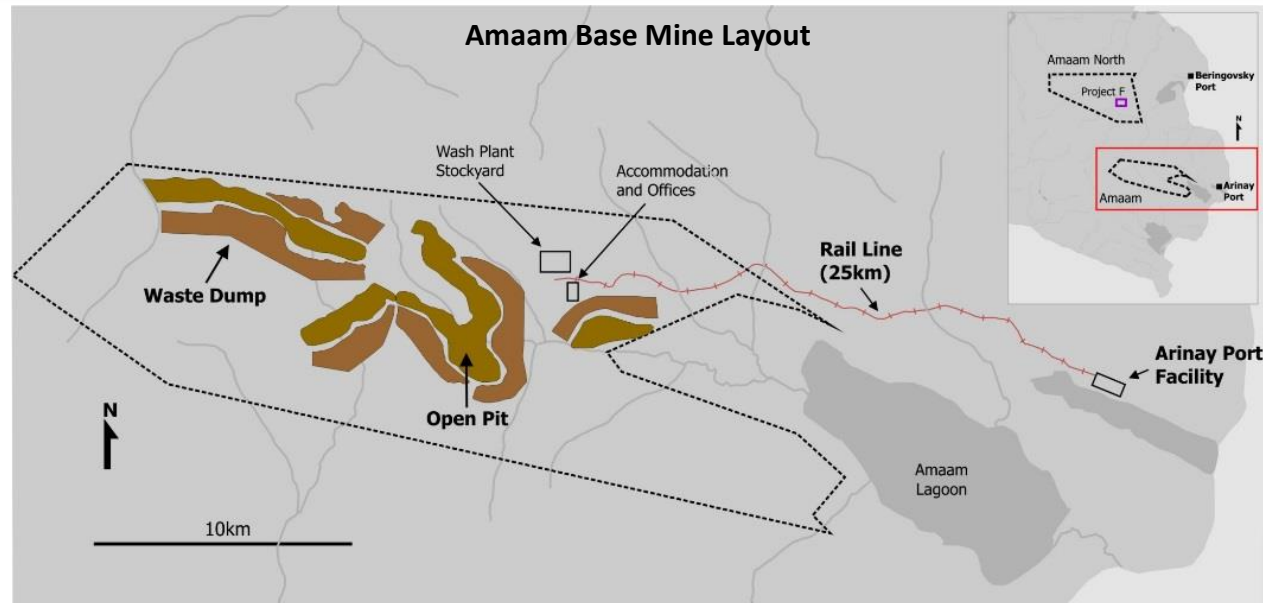 Amaam Base Mine Layout
Amaam North
Project F
Beringovsky
Port
N
Amaam
Arinay
Port
Wash Plant
Stockyard
Accommodation
and Offices
Rail Line
(25km)
Waste Dump
Arinay Port
Facility
Open Pit
N
Amaam
Lagoon
10km